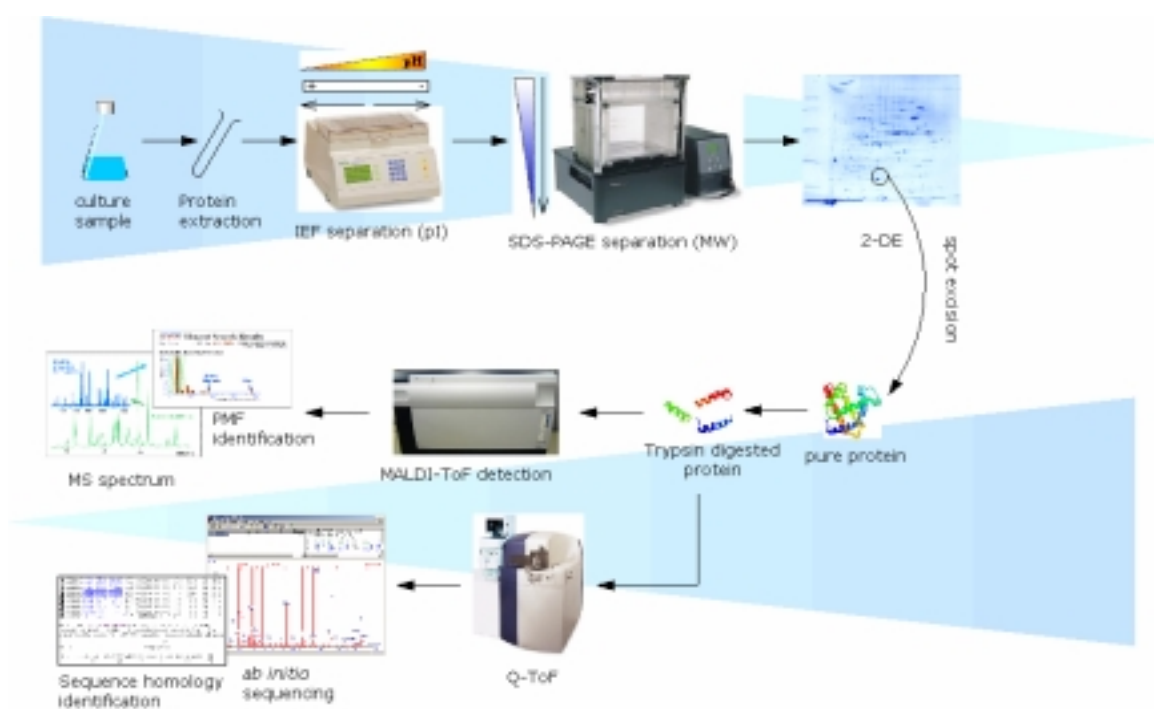 pH
culture
sample
Protein
extraction
IEF separation (pI)
SDS-PAGE separation (MW)
2-DE
spot excision
MS spectrum
PMF
identification
MALDI-ToF detection
Trypsin digested
protein
pure protein
Sequence homology
identification
ab initio
sequencing
Q-ToF